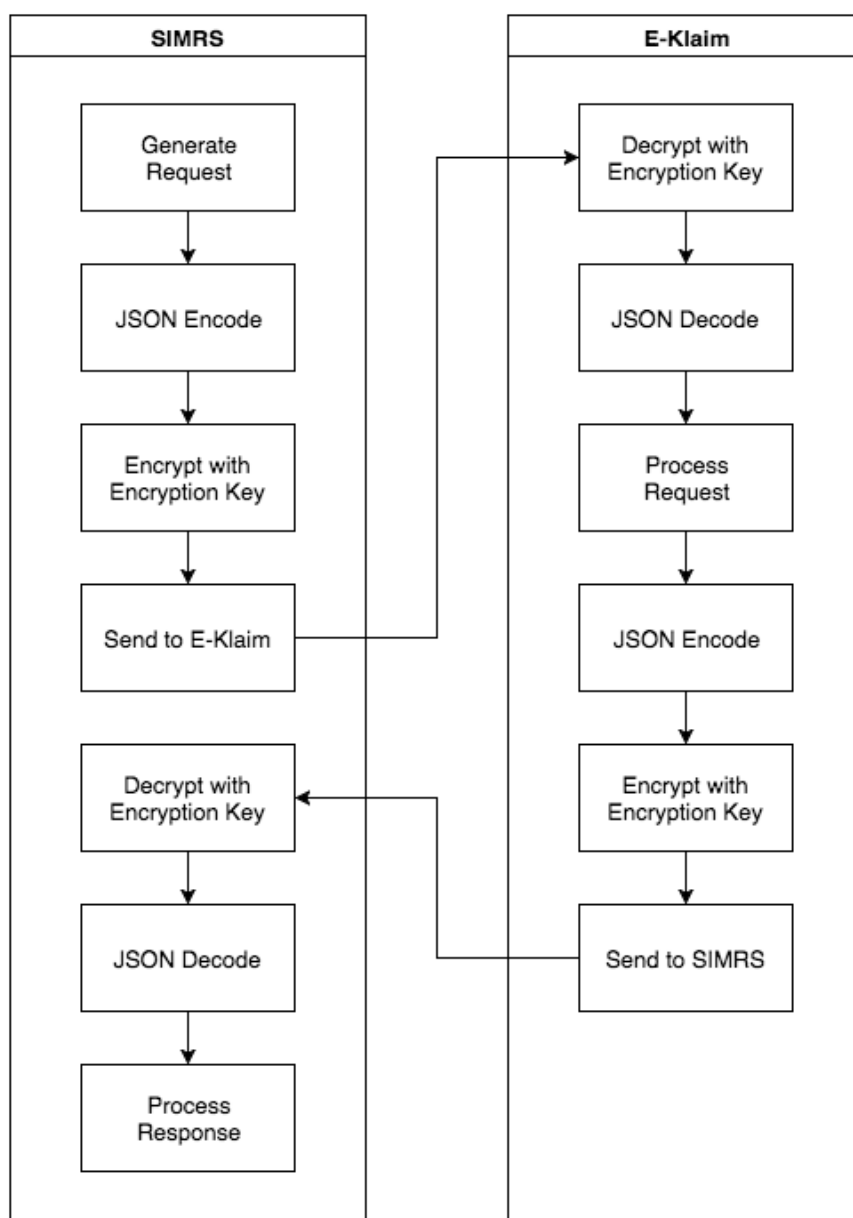 SIMRS
Generate
Request
JSON Encode
Encrypt with
Encryption Key
Send to E-Klaim
Decrypt with
Encryption Key
JSON Decode
Process
Response
E-Klaim
Decrypt with
Encryption Key
JSON Decode
Process
Request
JSON Encode
Encrypt with
Encryption Key
Send to SIMRS